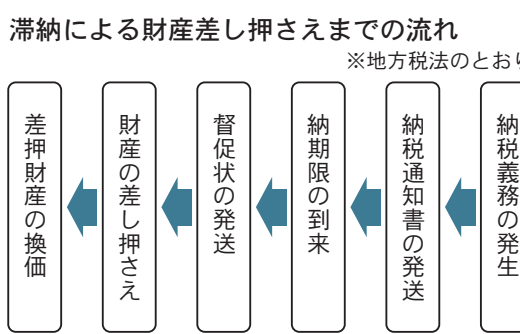 滞納による財産差し押さえまでの流れ
※地方税法のとおり
納税義務の発生
納税通知書の発送
納期限の到来
督促状の発送
財産の差し押さえ
差押財産の換価